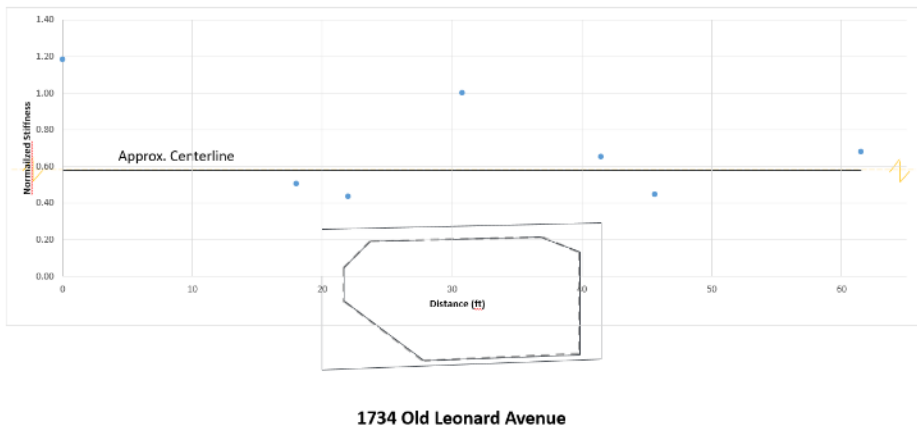 1.40
1.20
1.00
0.80
0.60
0.40
0.20
0.00
Normailzed Stiffness
Approx. Centerline
0 10 20 30 40 50 60
Distance (ft)
1734 Old Leonard Avenue